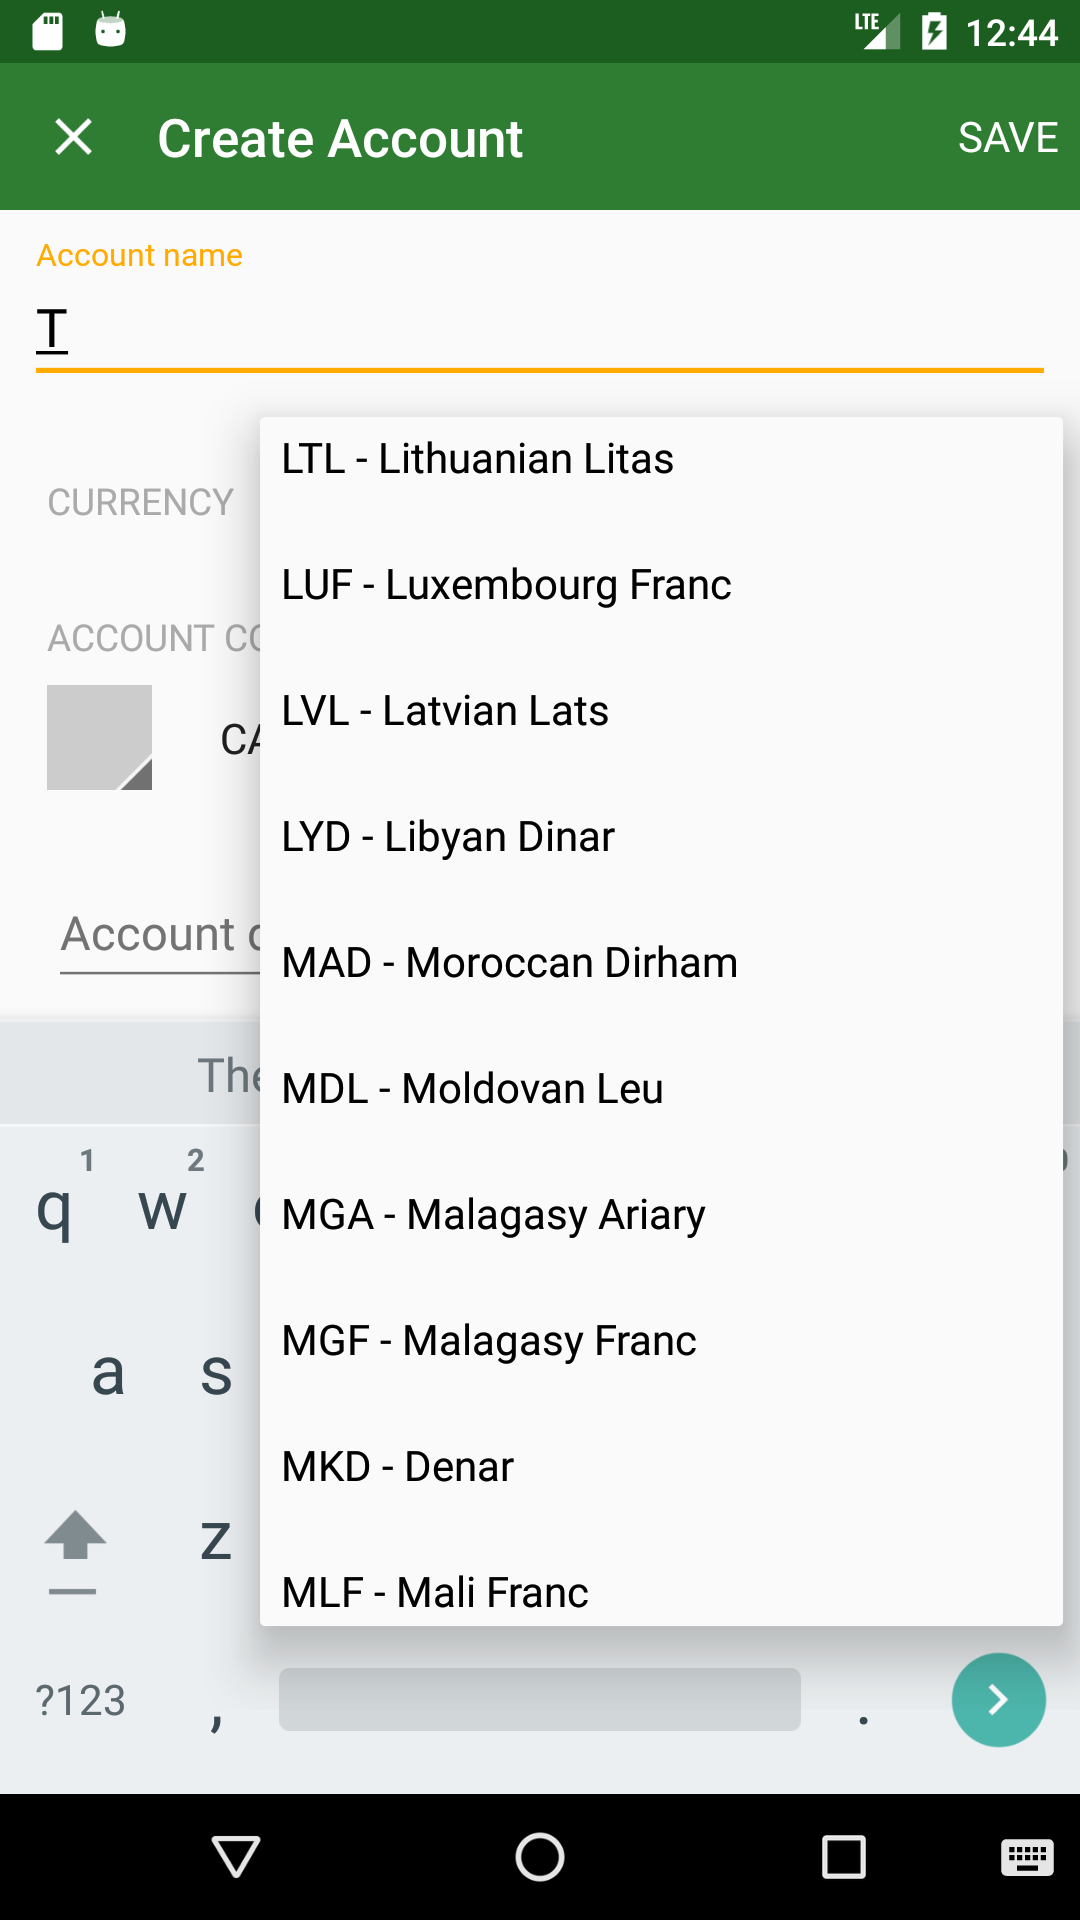 LTE 12:44
Create Account SAVE
Account name
T
LTL - Lithuanian Litas
CURRENCY
LUF - Luxembourg Franc
ACCOUNT CO
LVL - Latvian Lats
CA
LYD - Libyan Dinar
Account
MAD - Moroccan Dirham
The
MDL - Moldovan Leu
1 2
q w
MGA - Malagasy Ariary
MGF - Malagasy Franc
a s
MKD - Denar
z
MLF - Mali Franc
?123 , .